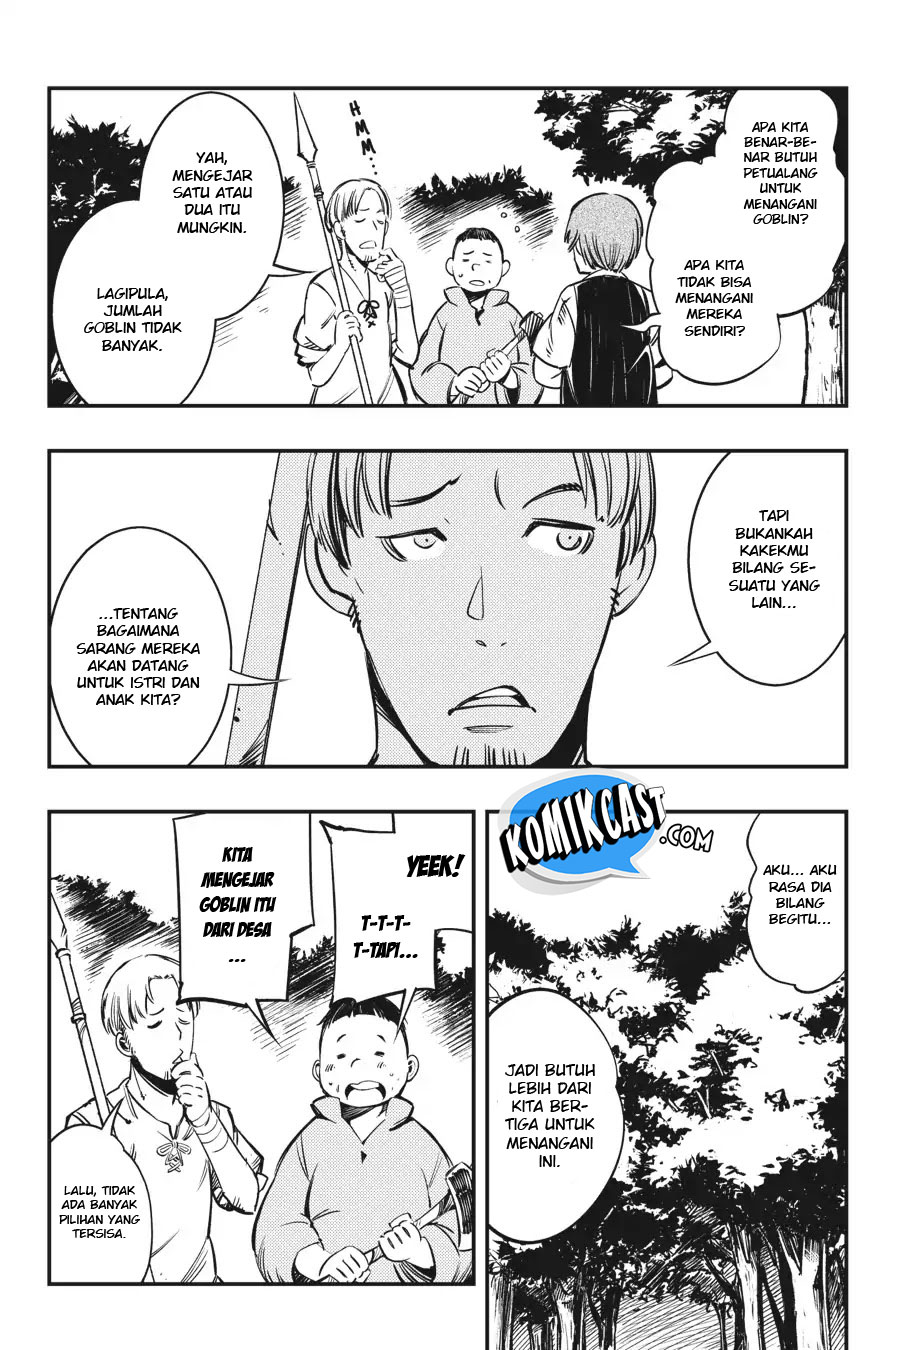 APA KITA
BENAR-BE-
NAR BUTUH
PETUALANG
UNTUK
MENANGANI
GOBLIN?
APA KITA
TIDAK BISA
MENANGANI
MEREKA
SENDIRI?
HMM...
YAH,
MENGEJAR
SATU ATAU
DUA ITU
MUNGKIN.
LAGIPULA,
JUMLAH
GOBLIN TIDAK
BANYAK.
TAPI
BUKANKAH
KAKEKMU
BILANG SE-
SUATU YANG
LAIN...
...TENTANG
BAGAIMANA
SARANG MEREKA
AKAN DATANG
UNTUK ISTRI DAN
ANAK KITA?
KOMIKCAST
.COM
AKU... AKU
RASA DIA
BILANG
BEGITU...
JADI BUTUH
LEBIH DARI
KITA BER-
TIGA UNTUK
MENANGANI
INI.
YEEK!
T-T-T-
T-TAPI...
KITA
MENGEJAR
GOBLIN ITU
DARI DESA
...
LALU, TIDAK
ADA BANYAK
PILIHAN YANG
TERSISA.